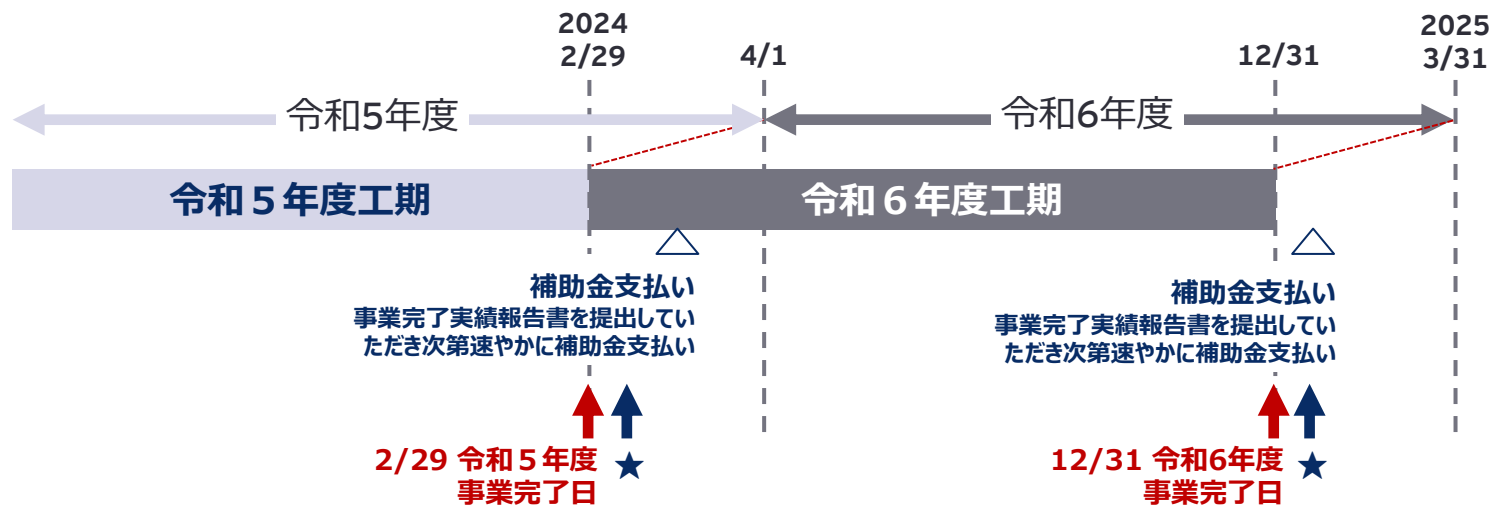 2024
2/29
4/1
12/31
2025
3/31
令和5年度
令和6年度
令和５年度工期
令和６年度工期
補助金支払い
事業完了実績報告書を提出してい
ただき次第速やかに補助金支払い
補助金支払い
事業完了実績報告書を提出してい
ただき次第速やかに補助金支払い
2/29 令和５年度
事業完了日
★
12/31 令和6年度
事業完了日
★